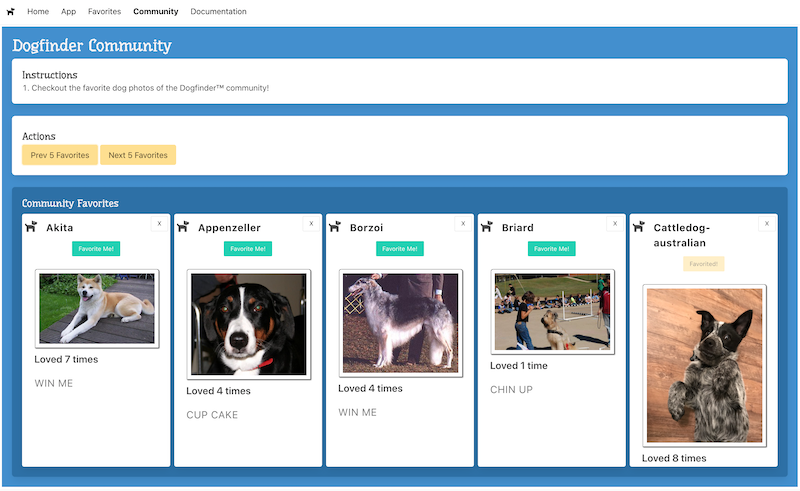 Home App Favorites Community Documentation
Dogfinder Community
Instructions
1. Checkout the favorite dog photos of the Dogfinder™ community!
Actions
Prev 5 Favorites Next 5 Favorites
Community Favorites
Akita X
Favorite Me!
Loved 7 times
WIN ME
Appenzeller X
Favorite Me!
Loved 4 times
CUP CAKE
Borzoi X
Favorite Me!
Loved 4 times
WIN ME
Briard X
Favorite Me!
Loved 1 time
CHIN UP
Cattledog- X
australian
Favorited!
Loved 8 times